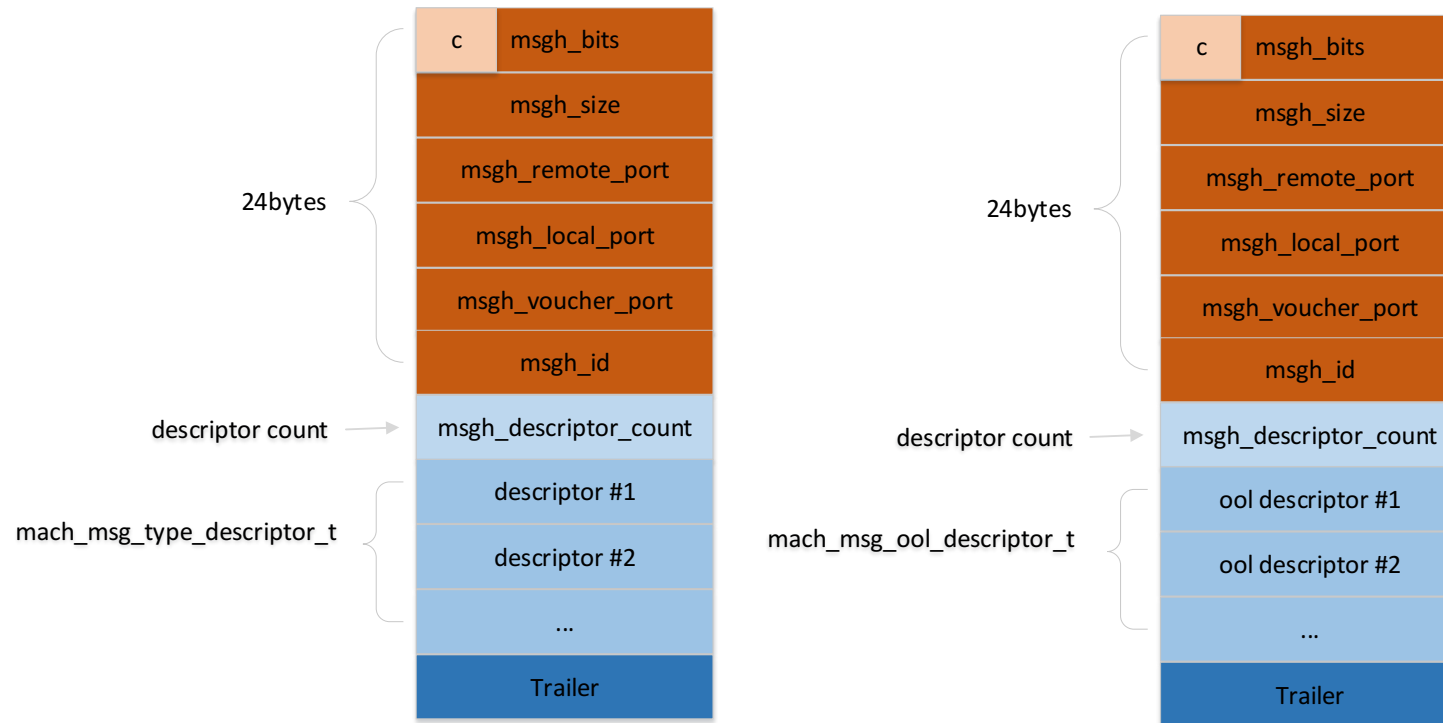 c
msgh_bits
msgh_size
msgh_remote_port
24bytes
msgh_local_port
msgh_voucher_port
msgh_id
descriptor count
msgh_descriptor_count
descriptor #1
mach_msg_type_descriptor_t
descriptor #2
...
Trailer
c
msgh_bits
msgh_size
msgh_remote_port
24bytes
msgh_local_port
msgh_voucher_port
msgh_id
descriptor count
msgh_descriptor_count
ool descriptor #1
mach_msg_ool_descriptor_t
ool descriptor #2
...
Trailer